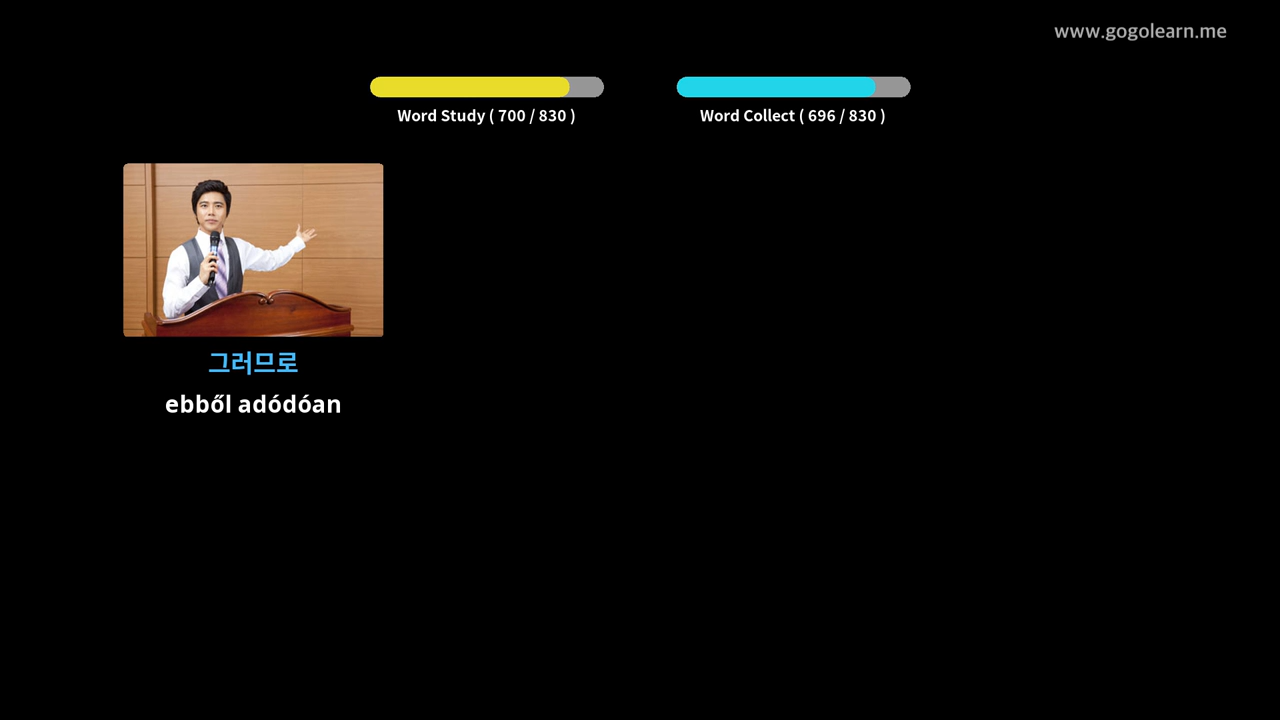 www.gogolearn.me
Word Study ( 700 / 830 )
Word Collect ( 696 / 830 )
그러므로
ebből adódóan